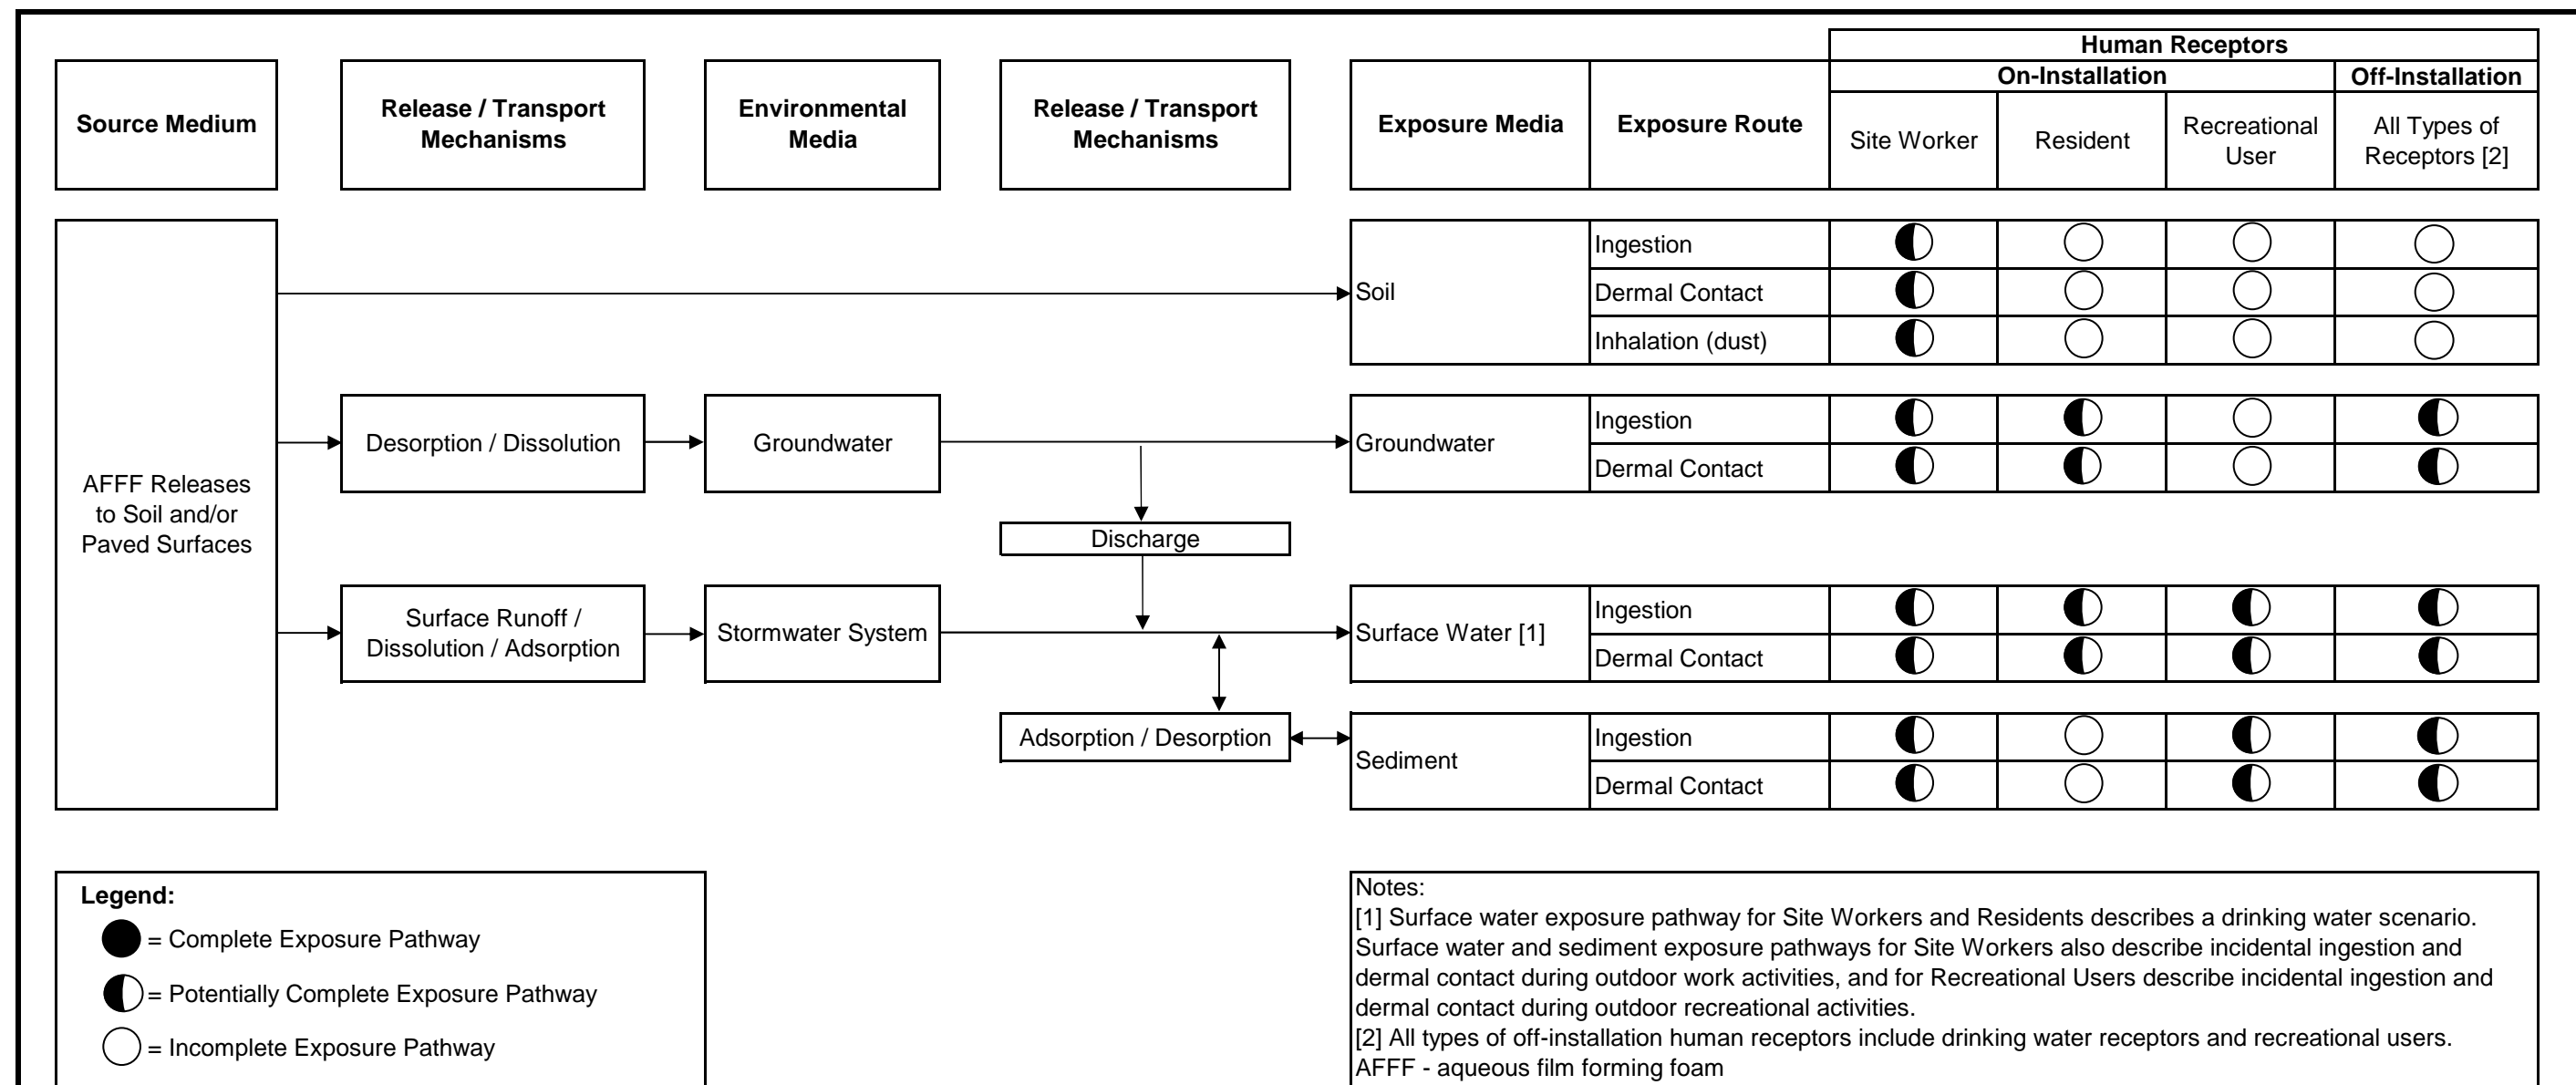 Human Receptors
On-Installation
Off-Installation
Source Medium
Release / Transport
Mechanisms
Environmental
Media
Release / Transport
Mechanisms
Exposure Media
Exposure Route
Site Worker
Resident
Recreational
User
All Types of
Receptors [2]
AFFF Releases
to Soil and/or
Paved Surfaces
Soil
Ingestion
Dermal Contact
Inhalation (dust)
Desorption / Dissolution
Groundwater
Groundwater
Ingestion
Dermal Contact
Discharge
Surface Runoff /
Dissolution / Adsorption
Stormwater System
Surface Water [1]
Ingestion
Dermal Contact
Adsorption / Desorption
Sediment
Ingestion
Dermal Contact
Legend:
= Complete Exposure Pathway
= Potentially Complete Exposure Pathway
= Incomplete Exposure Pathway
Notes:
[1] Surface water exposure pathway for Site Workers and Residents describes a drinking water scenario.
Surface water and sediment exposure pathways for Site Workers also describe incidental ingestion and
dermal contact during outdoor work activities, and for Recreational Users describe incidental ingestion and
dermal contact during outdoor recreational activities.
[2] All types of off-installation human receptors include drinking water receptors and recreational users.
AFFF - aqueous film forming foam